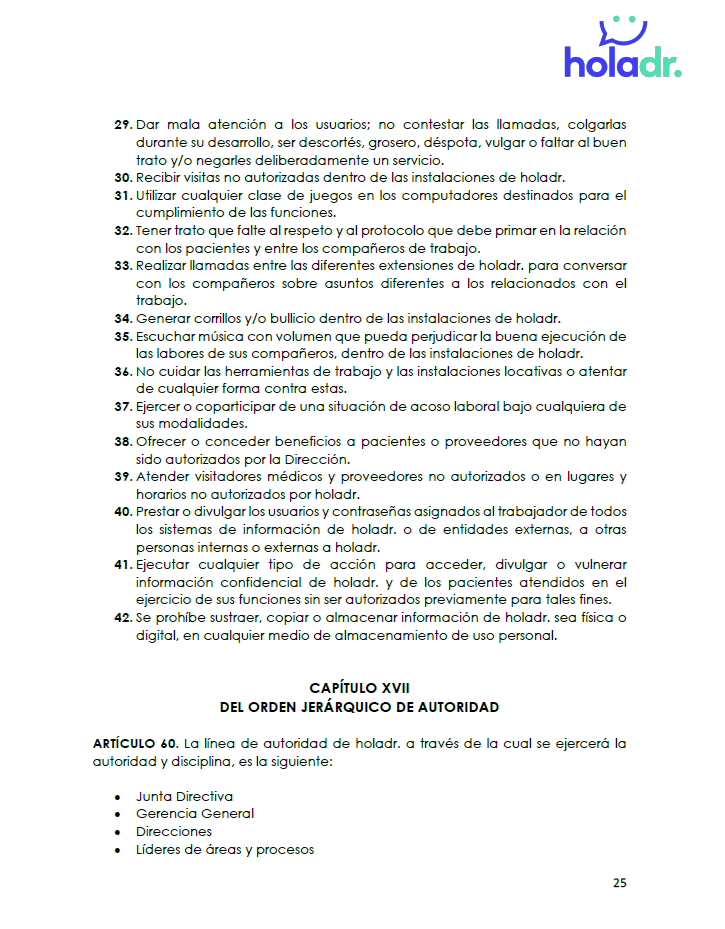 holadr.
29. Dar mala atención a los usuarios; no contestar las llamadas, colgarlas
durante su desarrollo, ser descortés, grosero, déspota, vulgar o faltar al buen
trato y/o negarles deliberadamente un servicio.
30. Recibir visitas no autorizadas dentro de las instalaciones de holadr.
31. Utilizar cualquier clase de juegos en los computadores destinados para el
cumplimiento de las funciones.
32. Tener trato que falte al respeto y al protocolo que debe primar en la relación
con los pacientes y entre los compañeros de trabajo.
33. Realizar llamadas entre las diferentes extensiones de holadr. para conversar
con los compañeros sobre asuntos diferentes a los relacionados con el
trabajo.
34. Generar corrillos y/o bullicio dentro de las instalaciones de holadr.
35. Escuchar música con volumen que pueda perjudicar la buena ejecución de
las labores de sus compañeros, dentro de las instalaciones de holadr.
36. No cuidar las herramientas de trabajo y las instalaciones locativas o atentar
de cualquier forma contra estas.
37. Ejercer o coparticipar de una situación de acoso laboral bajo cualquiera de
sus modalidades.
38. Ofrecer o conceder beneficios a pacientes o proveedores que no hayan
sido autorizados por la Dirección.
39. Atender visitadores médicos y proveedores no autorizados o en lugares y
horarios no autorizados por holadr.
40. Prestar o divulgar los usuarios y contraseñas asignados al trabajador de todos
los sistemas de información de holadr. o de entidades externas, a otras
personas internas o externas a holadr.
41. Ejecutar cualquier tipo de acción para acceder, divulgar o vulnerar
información confidencial de holadr. y de los pacientes atendidos en el
ejercicio de sus funciones sin ser autorizados previamente para tales fines.
42. Se prohíbe sustraer, copiar o almacenar información de holadr. sea física o
digital, en cualquier medio de almacenamiento de uso personal.
CAPÍTULO XVII
DEL ORDEN JERÁRQUICO DE AUTORIDAD
ARTÍCULO 60. La línea de autoridad de holadr. a través de la cual se ejercerá la
autoridad y disciplina, es la siguiente:
• Junta Directiva
• Gerencia General
• Direcciones
• Líderes de áreas y procesos
25